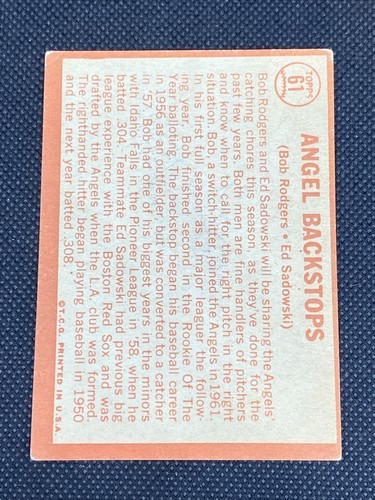 TOPPS
61
ANGEL BACKSTOPS
(Bob Rodgers • Ed Sadowski)
Bob Rodgers and Ed Sadowski will be sharing the Angels'
catching chores this season, as they've done for the
past few years. Both men are fine handlers of pitchers
and know when to call for the right pitch in the right
situation. Bob, a switch-hitter, joined the Angels in 1961.
In his first full season as a major leaguer the follow-
ing year, Bob finished second in the Rookie Of The
Year balloting. The backstop began his baseball career
in 1956 as an outfielder, but was converted to a catcher
in '57. Bob had one of his biggest years in the minors
with Idaho Falls in the Pioneer League in '58, when he
batted .304. Teammate Ed Sadowski had previous big
league experience with the Boston Red Sox and was
drafted by the Angels when the L.A. club was formed.
The righthanded hitter began playing baseball in 1950
and the next year batted .308.
©T.C.G. PRINTED IN U.S.A.